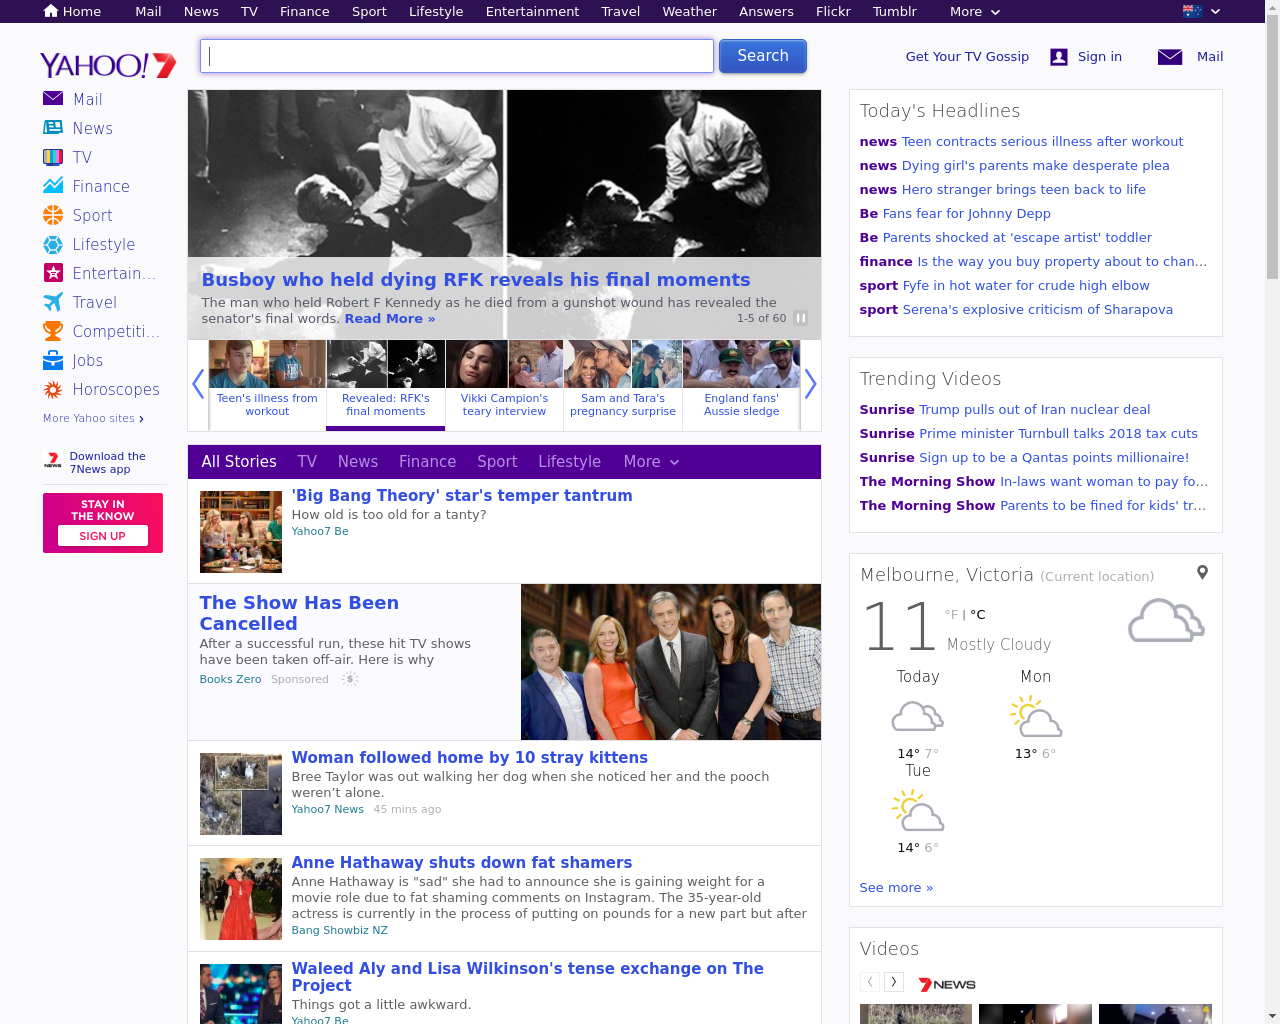 Home Mail News TV Finance Sport Lifestyle Entertainment Travel Weather Answers Flickr Tumblr More
YAHOO!7
Search
Get Your TV Gossip Sign in Mail
Mail
News
TV
Finance
Sport
Lifestyle
Entertain...
Travel
Competiti...
Jobs
Horoscopes
More Yahoo sites ›
7NEWS
Download the
7News app
STAY IN
THE KNOW
SIGN UP
Busboy who held dying RFK reveals his final moments
The man who held Robert F Kennedy as he died from a gunshot wound has revealed the
senator's final words. Read More »
1-5 of 60
Teen's illness from
workout
Revealed: RFK's
final moments
Vikki Campion's
teary interview
Sam and Tara's
pregnancy surprise
England fans'
Aussie sledge
All Stories TV News Finance Sport Lifestyle More
'Big Bang Theory' star's temper tantrum
How old is too old for a tanty?
Yahoo7 Be
The Show Has Been
Cancelled
After a successful run, these hit TV shows
have been taken off-air. Here is why
Books Zero Sponsored $
Woman followed home by 10 stray kittens
Bree Taylor was out walking her dog when she noticed her and the pooch
weren’t alone.
Yahoo7 News 45 mins ago
Anne Hathaway shuts down fat shamers
Anne Hathaway is "sad" she had to announce she is gaining weight for a
movie role due to fat shaming comments on Instagram. The 35-year-old
actress is currently in the process of putting on pounds for a new part but after
Bang Showbiz NZ
Waleed Aly and Lisa Wilkinson's tense exchange on The
Project
Things got a little awkward.
Yahoo7 Be
Today's Headlines
news Teen contracts serious illness after workout
news Dying girl's parents make desperate plea
news Hero stranger brings teen back to life
Be Fans fear for Johnny Depp
Be Parents shocked at 'escape artist' toddler
finance Is the way you buy property about to chan...
sport Fyfe in hot water for crude high elbow
sport Serena's explosive criticism of Sharapova
Trending Videos
Sunrise Trump pulls out of Iran nuclear deal
Sunrise Prime minister Turnbull talks 2018 tax cuts
Sunrise Sign up to be a Qantas points millionaire!
The Morning Show In-laws want woman to pay fo...
The Morning Show Parents to be fined for kids' tr...
Melbourne, Victoria (Current location)
11 °F | °C
Mostly Cloudy
Today Mon
14° 7° 13° 6°
Tue
14° 6°
See more »
Videos
7NEWS